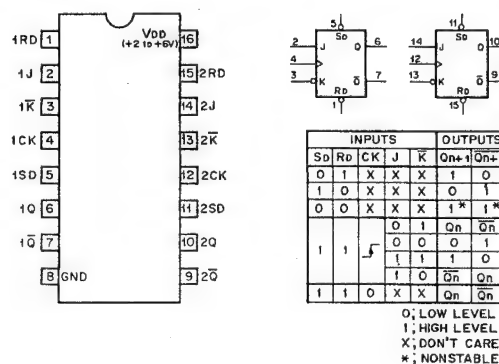 VDD
(+2 TO +6V)
1RD 1
1J 2
1K̅ 3
1CK 4
1SD 5
1Q 6
1Q̅ 7
8 GND
16
15 2RD
14 2J
13 2K̅
12 2CK
11 2SD
10 2Q
9 2Q̅
5
2 J SD Q 6
4
3 K RD Q̅ 7
1
11
14 J SD Q 10
12
13 K RD Q̅ 9
15
INPUTS OUTPUTS
SD RD CK J K̅ Qn+1 Q̅n+
0 1 X X X 1 0
1 0 X X X 0 1
0 0 X X X 1* 1*
0 1 Qn Q̅n
1 1 0 0 0 1
1 1 1 0
1 0 Q̅n Qn
1 1 0 X X Qn Q̅n
0; LOW LEVEL
1; HIGH LEVEL
X; DON'T CARE
*; NONSTABLE